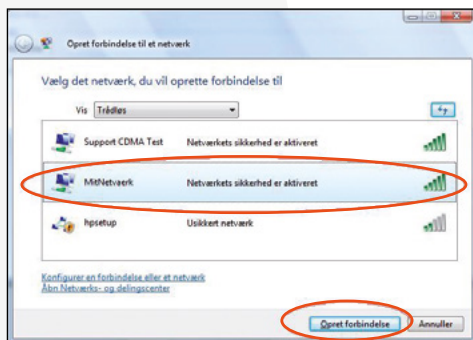 Opret forbindelse til et netværk
Vælg det netværk, du vil oprette forbindelse til
Vis Trådløs
Support CDMA Test Netværkets sikkerhed er aktiveret
MitNetvaerk Netværkets sikkerhed er aktiveret
hpsetup Usikkert netværk
Konfigurer en forbindelse eller et netværk
Åbn Netværks- og delingscenter
Opret forbindelse Annuller